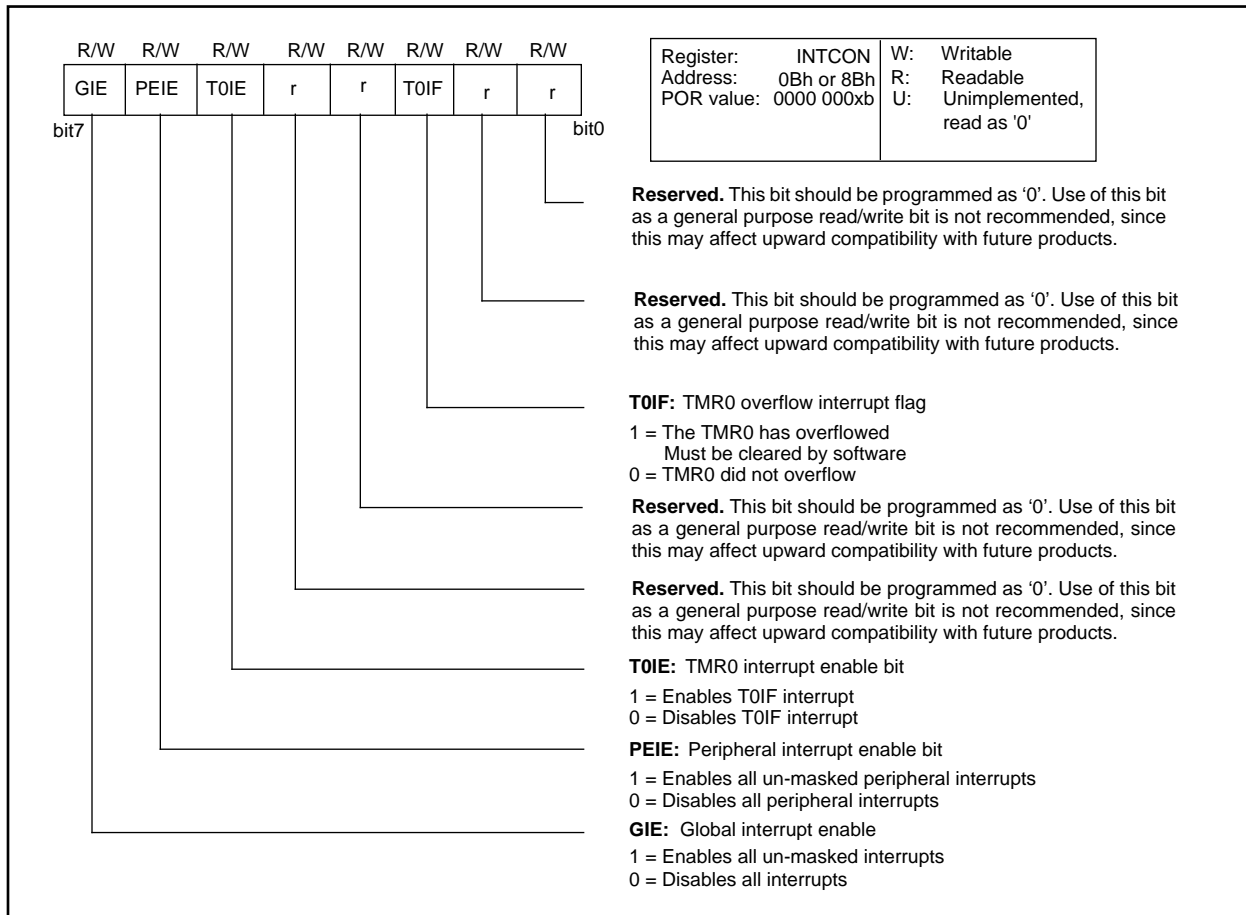 R/W R/W R/W R/W R/W R/W R/W R/W
GIE PEIE T0IE r r T0IF r r
bit7 bit0
Register: INTCON
Address: 0Bh or 8Bh
POR value: 0000 000xb
W: Writable
R: Readable
U: Unimplemented,
read as '0'
Reserved. This bit should be programmed as ‘0’. Use of this bit
as a general purpose read/write bit is not recommended, since
this may affect upward compatibility with future products.
Reserved. This bit should be programmed as ‘0’. Use of this bit
as a general purpose read/write bit is not recommended, since
this may affect upward compatibility with future products.
T0IF: TMR0 overflow interrupt flag
1 = The TMR0 has overflowed
Must be cleared by software
0 = TMR0 did not overflow
Reserved. This bit should be programmed as ‘0’. Use of this bit
as a general purpose read/write bit is not recommended, since
this may affect upward compatibility with future products.
Reserved. This bit should be programmed as ‘0’. Use of this bit
as a general purpose read/write bit is not recommended, since
this may affect upward compatibility with future products.
T0IE: TMR0 interrupt enable bit
1 = Enables T0IF interrupt
0 = Disables T0IF interrupt
PEIE: Peripheral interrupt enable bit
1 = Enables all un-masked peripheral interrupts
0 = Disables all peripheral interrupts
GIE: Global interrupt enable
1 = Enables all un-masked interrupts
0 = Disables all interrupts